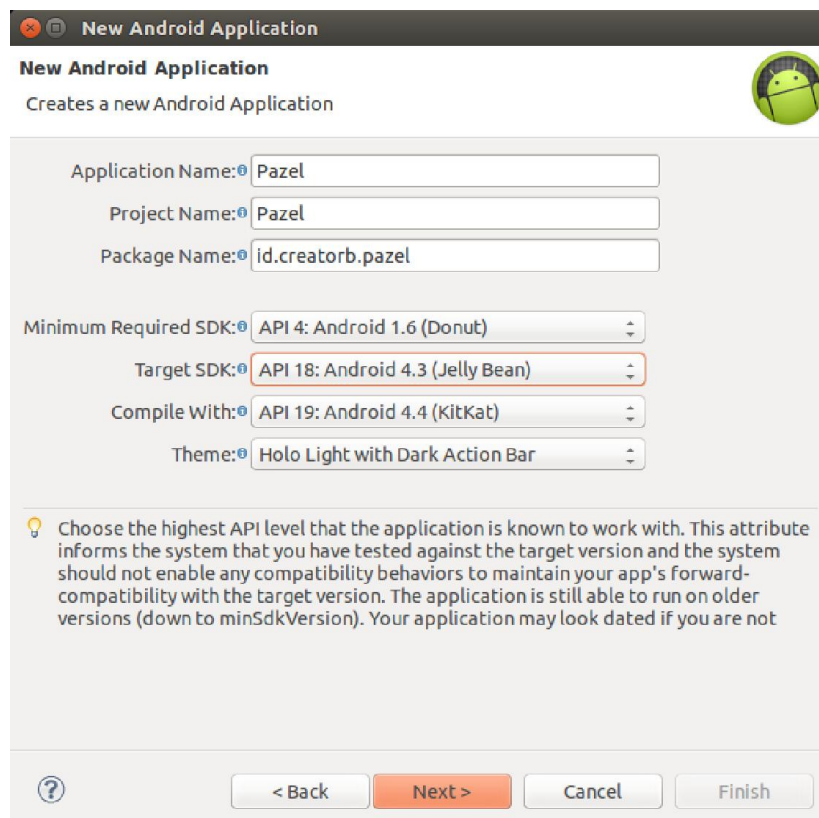 New Android Application
New Android Application
Creates a new Android Application
Application Name: Pazel
Project Name: Pazel
Package Name: id.creatorb.pazel
Minimum Required SDK: API 4: Android 1.6 (Donut)
Target SDK: API 18: Android 4.3 (Jelly Bean)
Compile With: API 19: Android 4.4 (KitKat)
Theme: Holo Light with Dark Action Bar
Choose the highest API level that the application is known to work with. This attribute
informs the system that you have tested against the target version and the system
should not enable any compatibility behaviors to maintain your app's forward-
compatibility with the target version. The application is still able to run on older
versions (down to minSdkVersion). Your application may look dated if you are not
? < Back Next > Cancel Finish